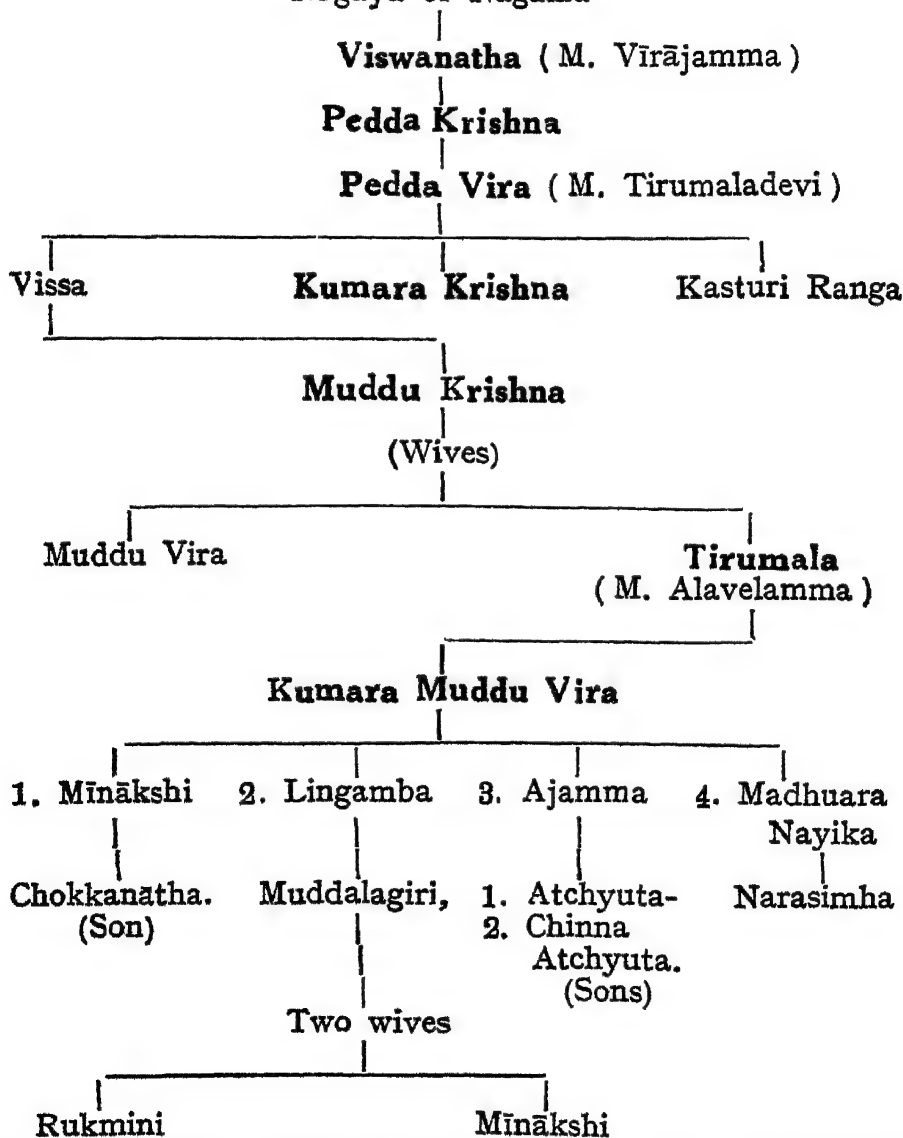 Viswanatha ( M. Vīrājamma )
Pedda Krishna
Pedda Vira ( M. Tirumaladevi )
Vissa Kumara Krishna Kasturi Ranga
Muddu Krishna
(Wives)
Muddu Vira Tirumala
( M. Alavelamma )
Kumara Muddu Vira
1. Mīnākshi 2. Lingamba 3. Ajamma 4. Madhuara
Nayika
Chokkanātha. Muddalagiri, 1. Atchyuta- Narasimha
(Son) 2. Chinna
Atchyuta.
(Sons)
Two wives
Rukmini Mīnākshi